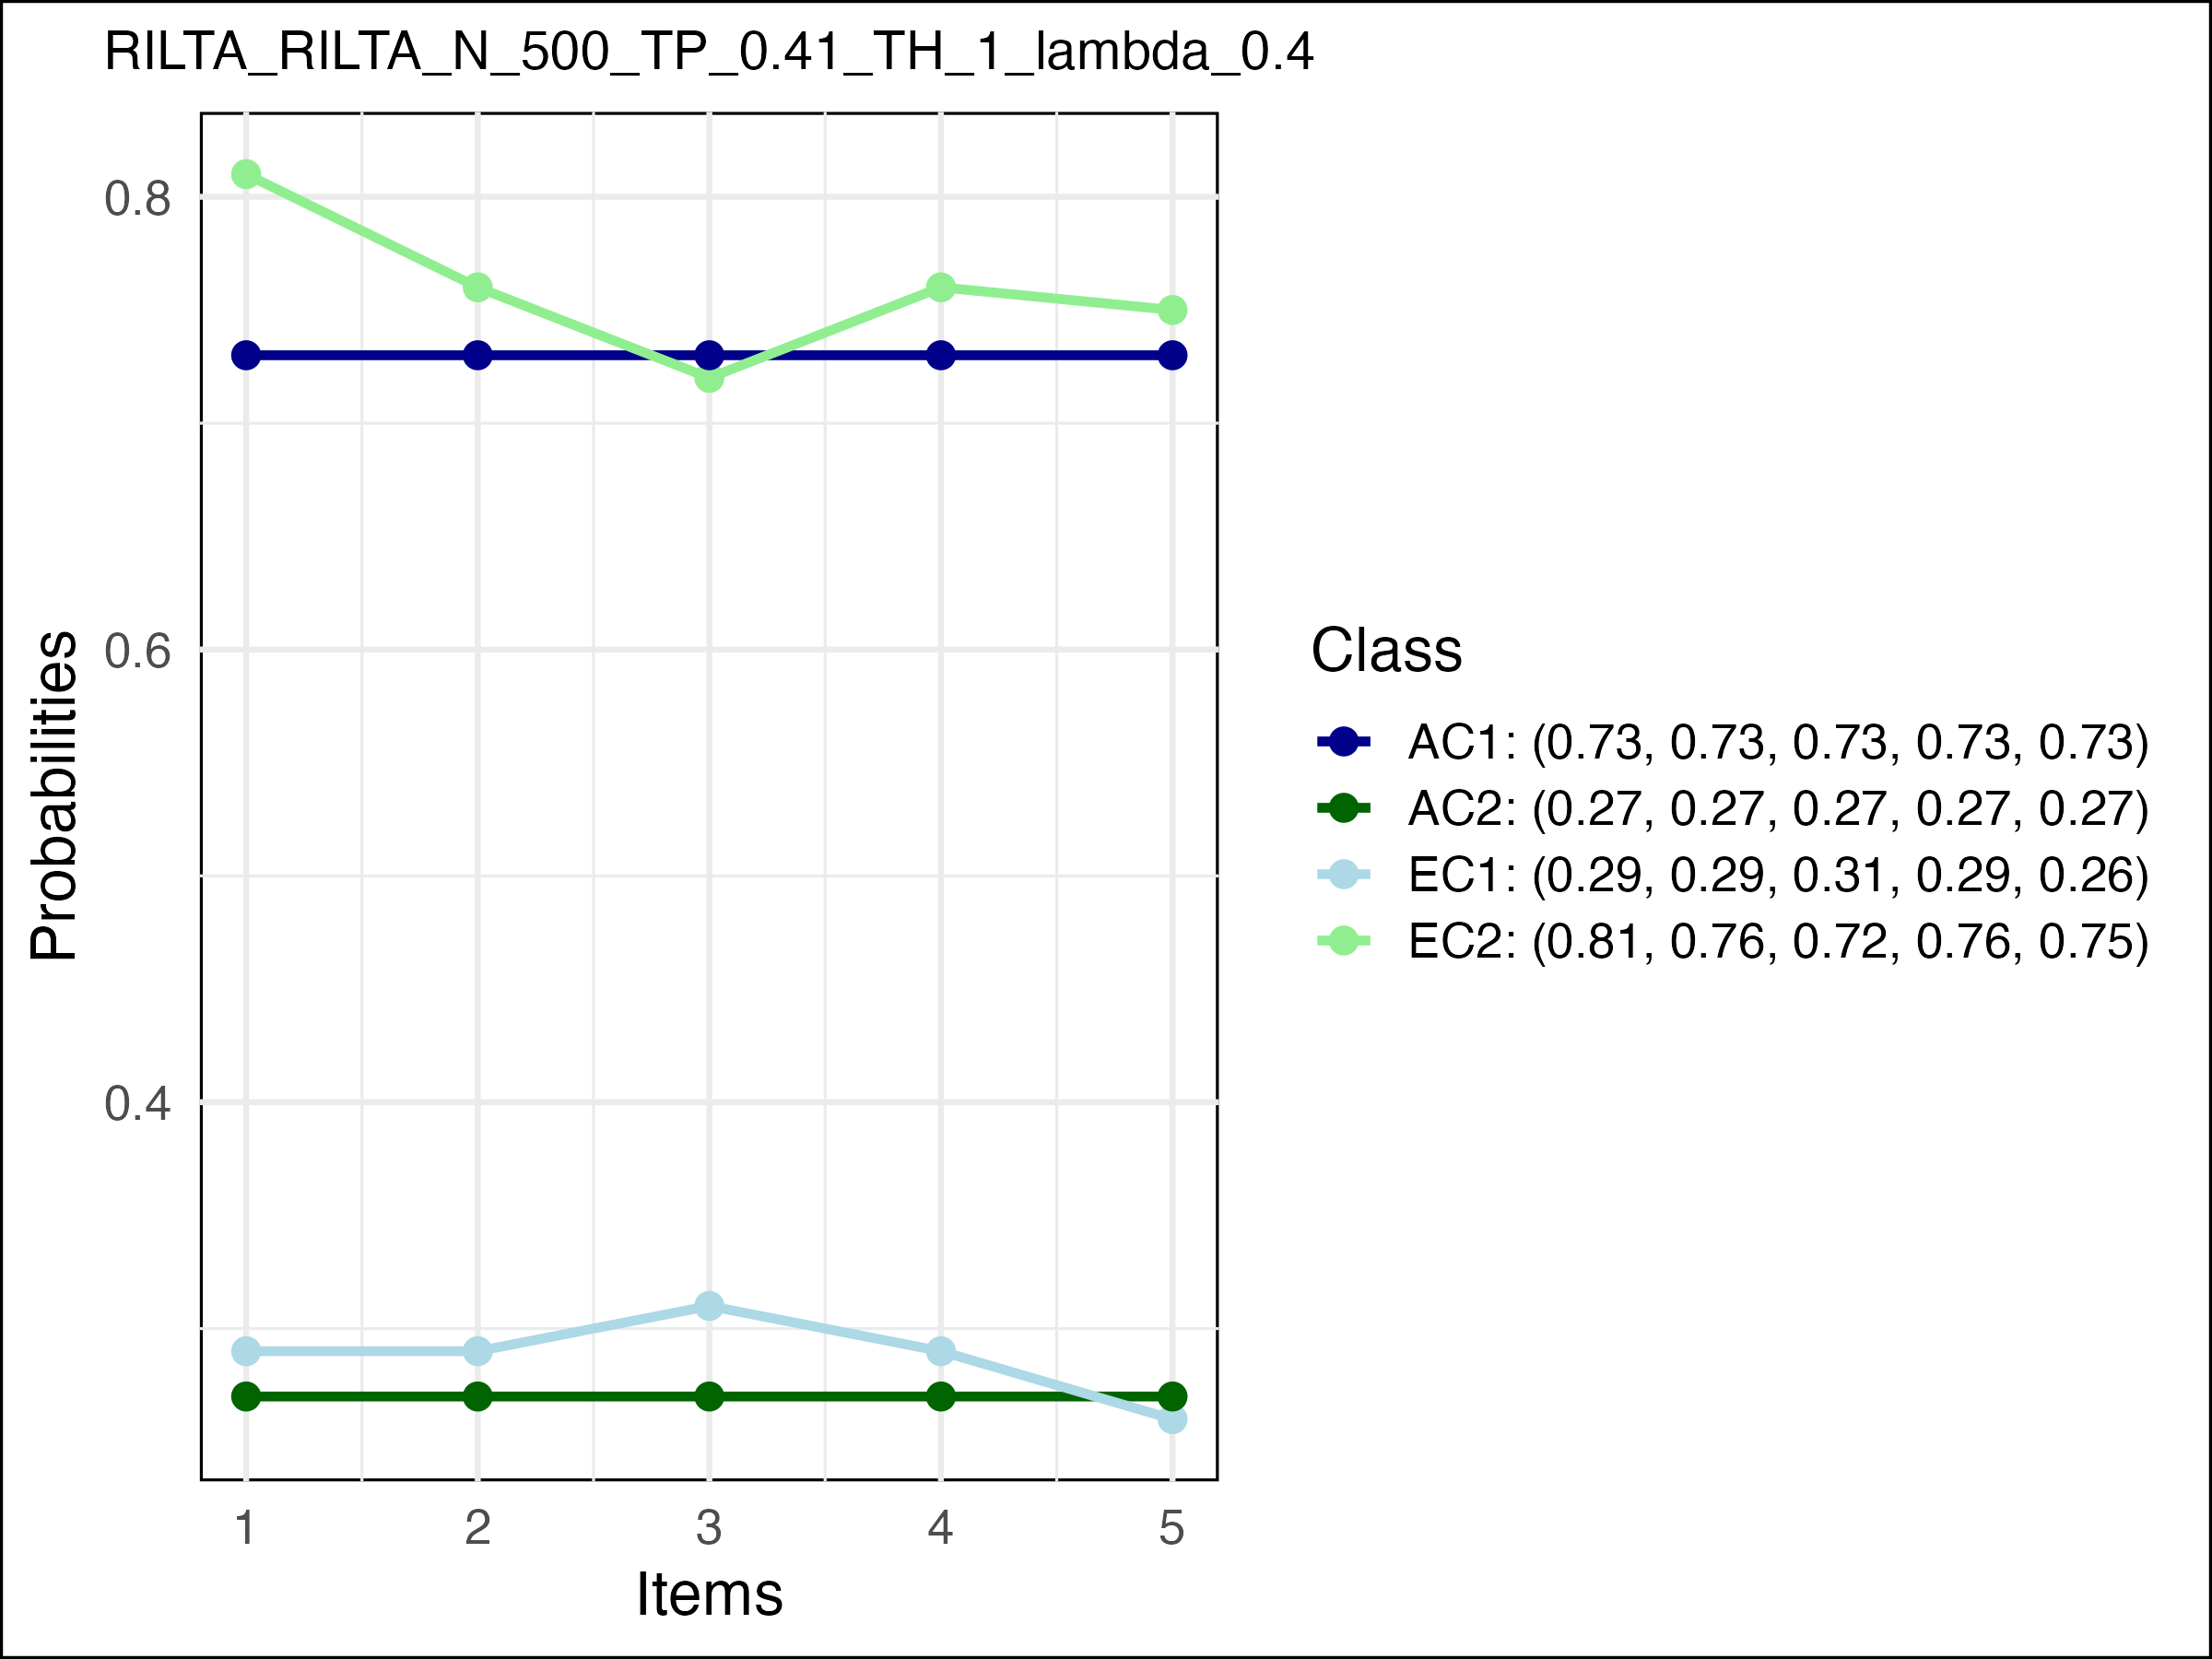 RILTA_RILTA_N_500_TP_0.41_TH_1_lambda_0.4
0.8
0.6
0.4
Probabilities
1 2 3 4 5
Items
Class
AC1: (0.73, 0.73, 0.73, 0.73, 0.73)
AC2: (0.27, 0.27, 0.27, 0.27, 0.27)
EC1: (0.29, 0.29, 0.31, 0.29, 0.26)
EC2: (0.81, 0.76, 0.72, 0.76, 0.75)